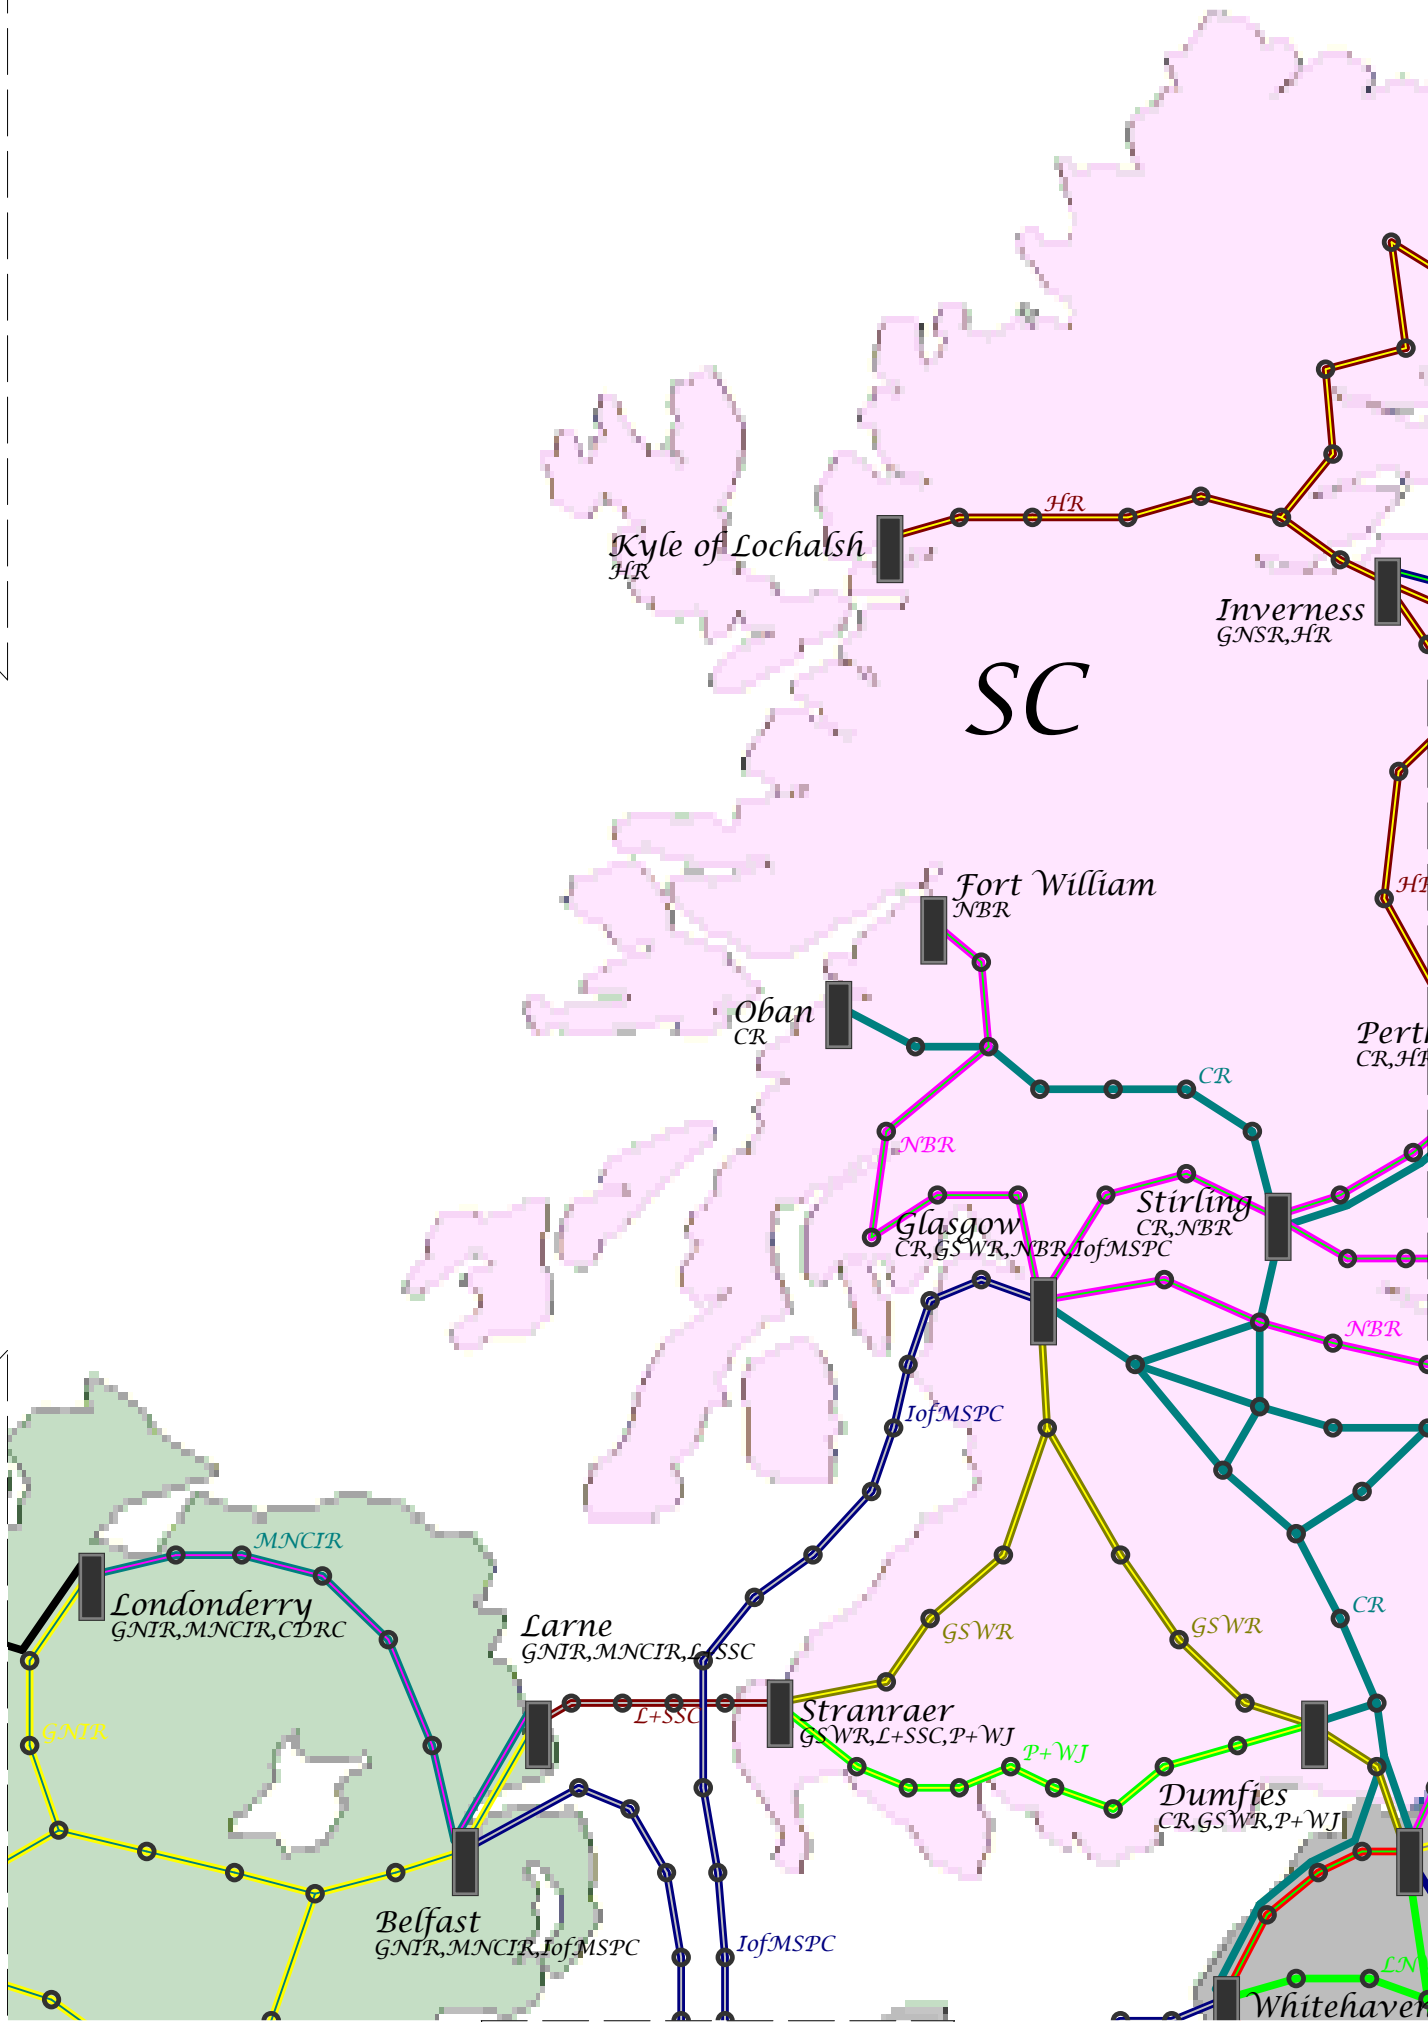 HR
Kyle of Lochalsh
HR
Inverness
GNSR,HR
SC
Fort William
NBR
Oban
CR
CR
NBR
Stirling
CR,NBR
Glasgow
CR,GSWR,NBR,IofMSPC
NBR
IofMSPC
MNCIR
Londonderry
GNIR,MNCIR,CDRC
CR
Larne
GNIR,MNCIR,L+SSC
GSWR
GSWR
L+SSC
Stranraer
GSWR,L+SSC,P+WJ
GNIR
P+WJ
Dumfies
CR,GSWR,P+WJ
Belfast
GNIR,MNCIR,IofMSPC
IofMSPC
LN
Whitehaven